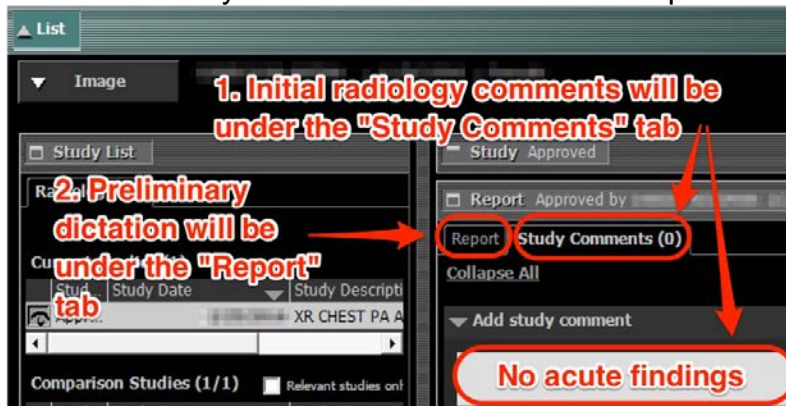 List
Image
1. Initial radiology comments will be
under the "Study Comments" tab
Study List
Study Approved
2. Preliminary
dictation will be
under the "Report"
tab
Report Approved by
Report Study Comments (0)
Collapse All
Study Date Study Descripti
XR CHEST PA A
Add study comment
No acute findings
Comparison Studies (1/1) Relevant studies onl